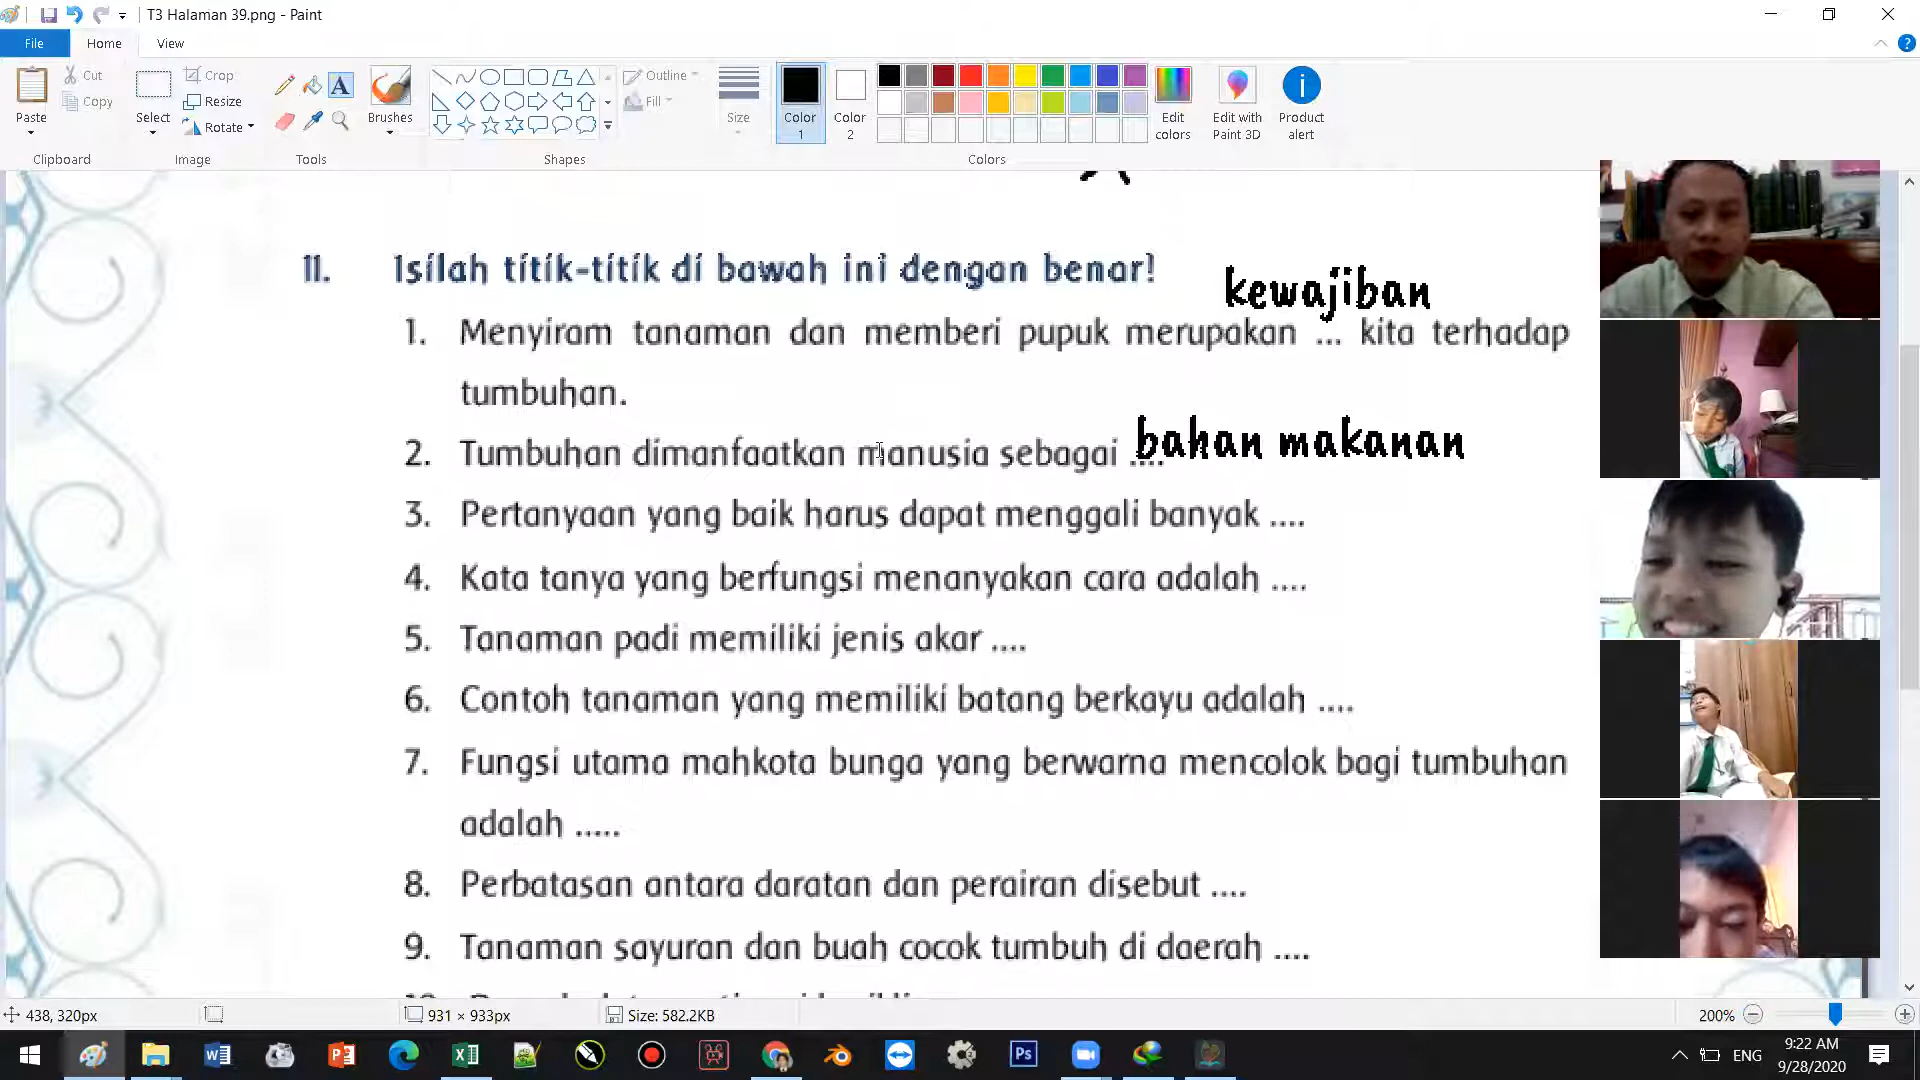 T3 Halaman 39.png - Paint
File Home View
Paste
Cut
Copy
Clipboard
Select
Crop
Resize
Rotate
Image
Tools
Brushes
Shapes
Outline
Fill
Size
Color 1
Color 2
Colors
Edit colors
Edit with Paint 3D
Product alert
II. Isilah titik-titik di bawah ini dengan benar!
kewajiban
1. Menyiram tanaman dan memberi pupuk merupakan ... kita terhadap
tumbuhan.
2. Tumbuhan dimanfaatkan manusia sebagai .... bahan makanan
3. Pertanyaan yang baik harus dapat menggali banyak ....
4. Kata tanya yang berfungsi menanyakan cara adalah ....
5. Tanaman padi memiliki jenis akar ....
6. Contoh tanaman yang memiliki batang berkayu adalah ....
7. Fungsi utama mahkota bunga yang berwarna mencolok bagi tumbuhan
adalah .....
8. Perbatasan antara daratan dan perairan disebut ....
9. Tanaman sayuran dan buah cocok tumbuh di daerah ....
438, 320px
931 × 933px
Size: 582.2KB
200%
ENG
9:22 AM
9/28/2020